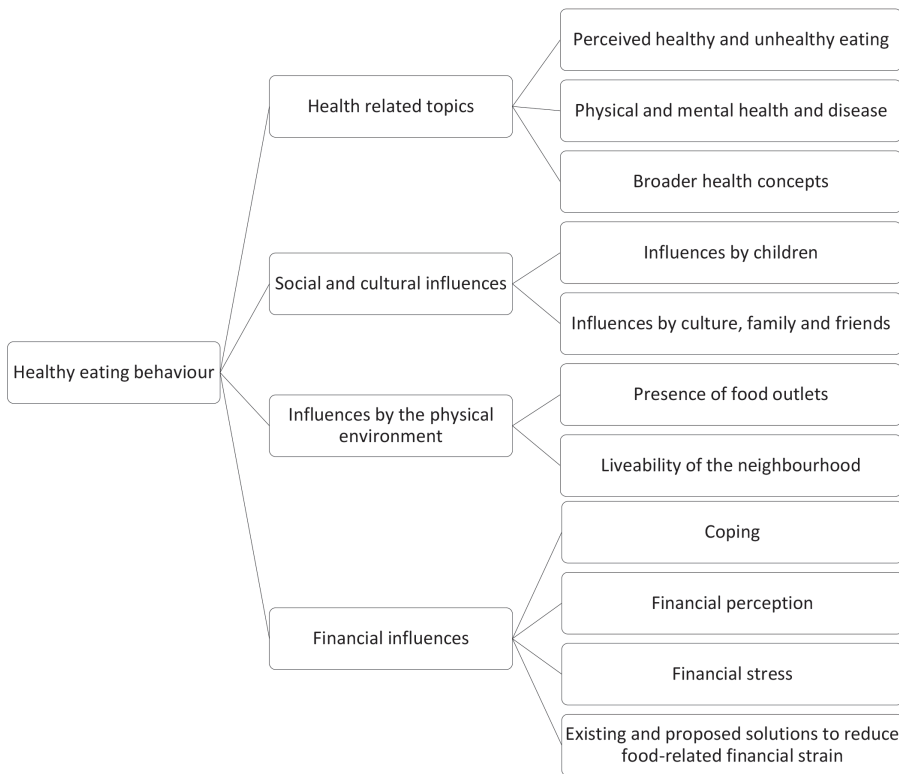 Healthy eating behaviour
Health related topics
Perceived healthy and unhealthy eating
Physical and mental health and disease
Broader health concepts
Social and cultural influences
Influences by children
Influences by culture, family and friends
Influences by the physical
environment
Presence of food outlets
Liveability of the neighbourhood
Financial influences
Coping
Financial perception
Financial stress
Existing and proposed solutions to reduce
food-related financial strain